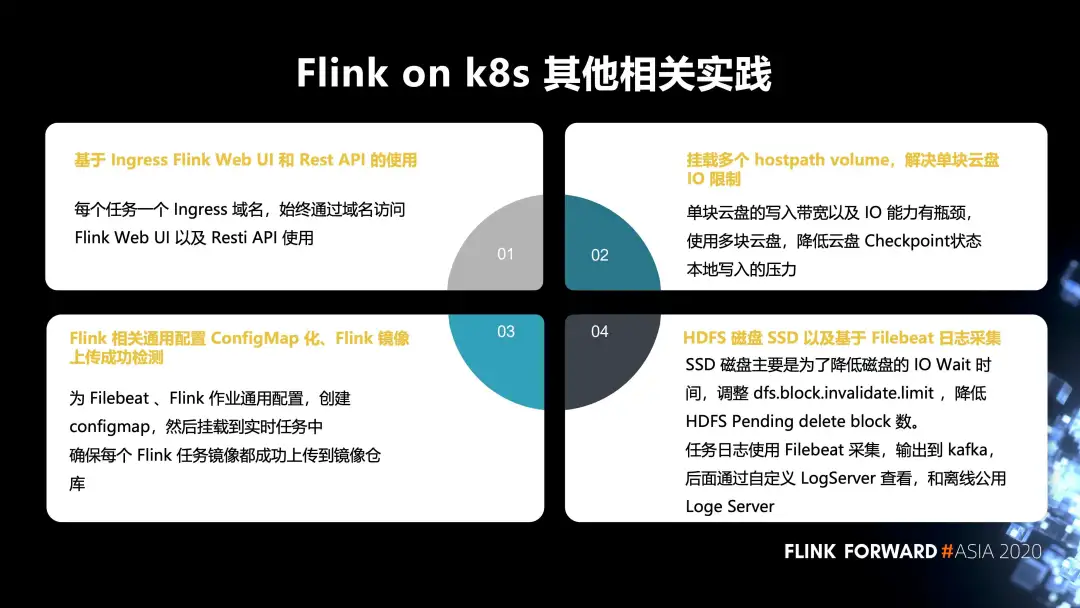 Flink on k8s 其他相关实践
基于 Ingress Flink Web UI 和 Rest API 的使用
每个任务一个 Ingress 域名，始终通过域名访问
Flink Web UI 以及 Resti API 使用
01
挂载多个 hostpath volume，解决单块云盘
IO 限制
单块云盘的写入带宽以及 IO 能力有瓶颈，
使用多块云盘，降低云盘 Checkpoint状态
本地写入的压力
02
Flink 相关通用配置 ConfigMap 化、Flink 镜像
上传成功检测
为 Filebeat 、Flink 作业通用配置，创建
configmap，然后挂载到实时任务中
确保每个 Flink 任务镜像都成功上传到镜像仓
库
03
HDFS 磁盘 SSD 以及基于 Filebeat 日志采集
SSD 磁盘主要是为了降低磁盘的 IO Wait 时
间，调整 dfs.block.invalidate.limit ，降低
HDFS Pending delete block 数。
任务日志使用 Filebeat 采集，输出到 kafka，
后面通过自定义 LogServer 查看，和离线公用
Loge Server
04
FLINK FORWARD #ASIA 2020